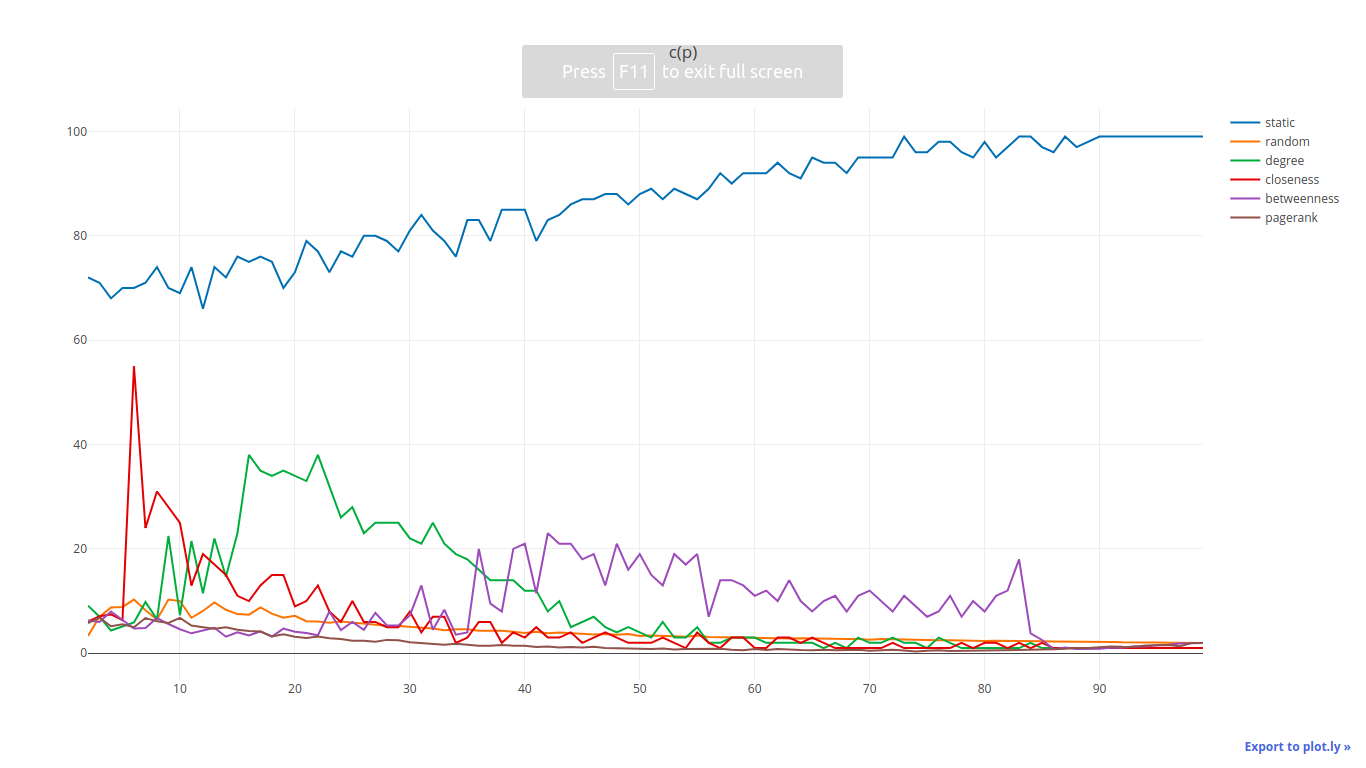 c(p)
Press F11 to exit full screen
100
80
60
40
20
0
10 20 30 40 50 60 70 80 90
static
random
degree
closeness
betweenness
pagerank
Export to plot.ly »